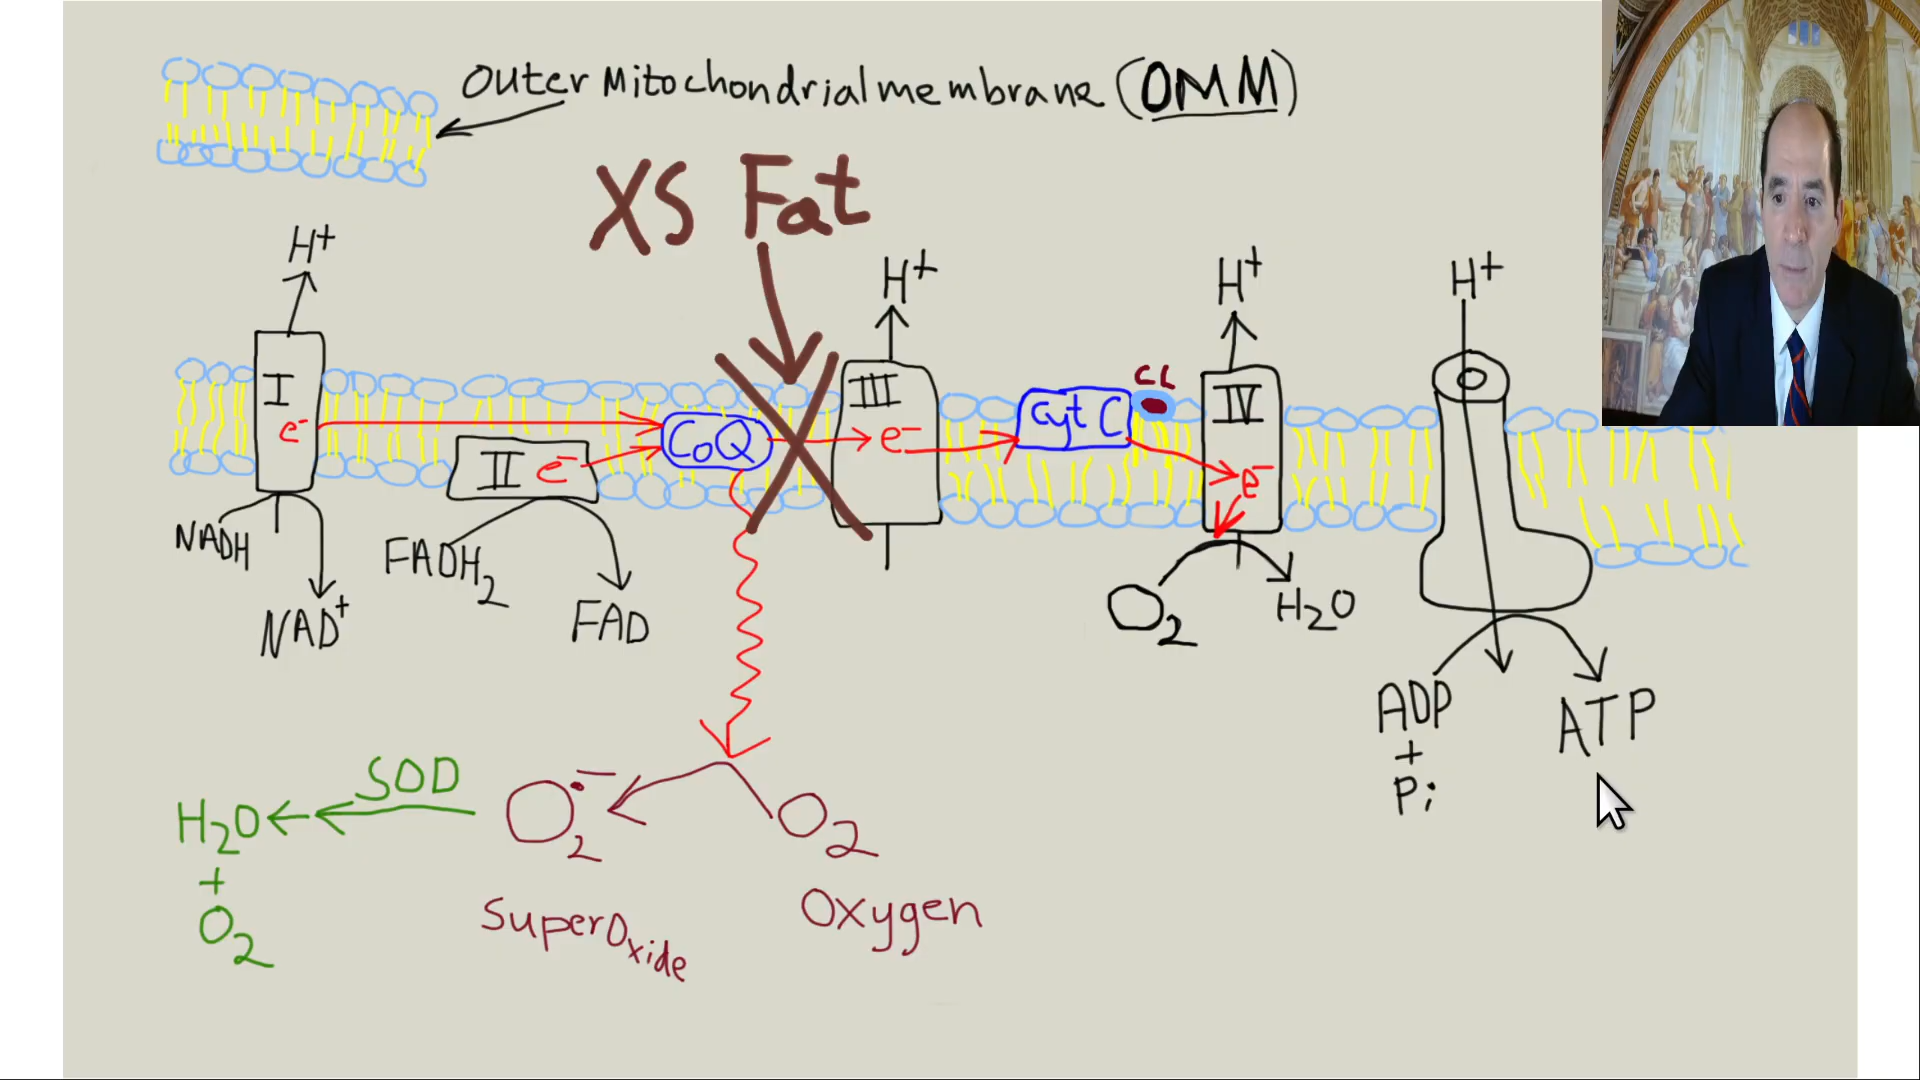 Outer Mitochondrial membrane (OMM)
XS Fat
H+
H+
H+
H+
I
e-
II
e-
CoQ
III
e-
Cyt C
CL
IV
e-
NADH
NAD+
FADH2
FAD
O2
H2O
ADP
+
Pi
ATP
SOD
H2O
+
O2
O2•−
SuperOxide
O2
Oxygen